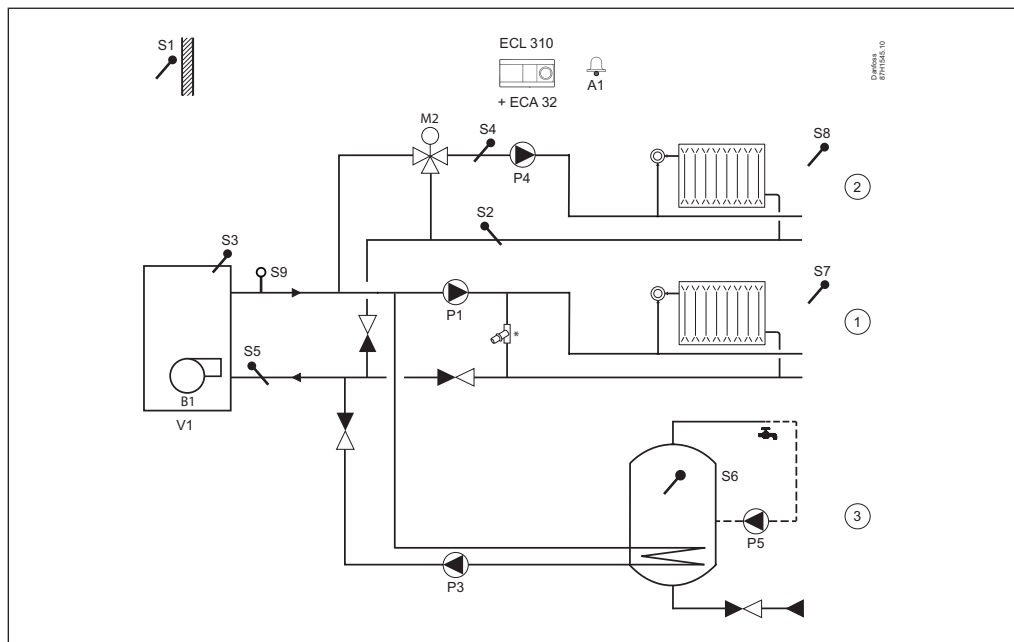 S1
ECL 310
A1
+ ECA 32
Danfoss
87H1545.10
M2
S4
P4
S8
2
S2
S3
S9
S7
P1
*
1
S5
B1
V1
S6
3
P5
P3